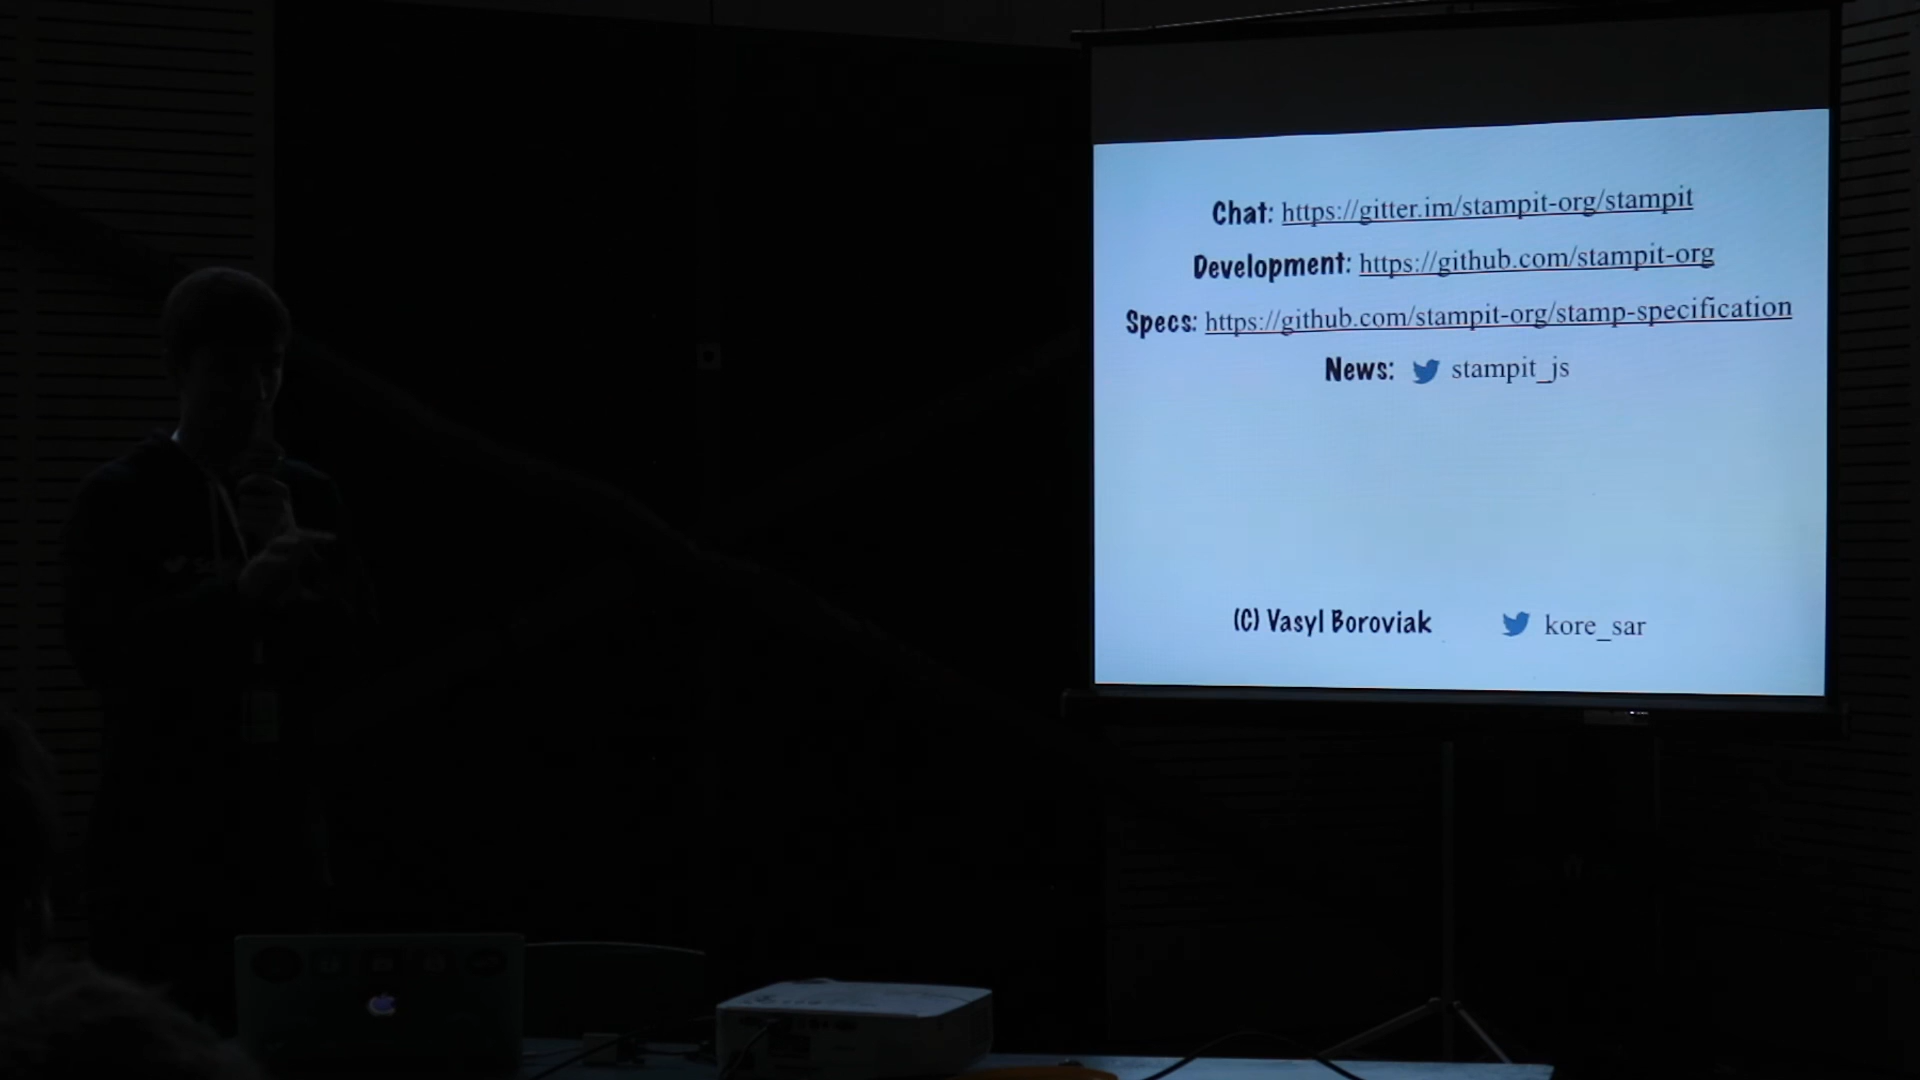 Chat: https://gitter.im/stampit-org/stampit
Development: https://github.com/stampit-org
Specs: https://github.com/stampit-org/stamp-specification
News: stampit_js
(C) Vasyl Boroviak kore_sar